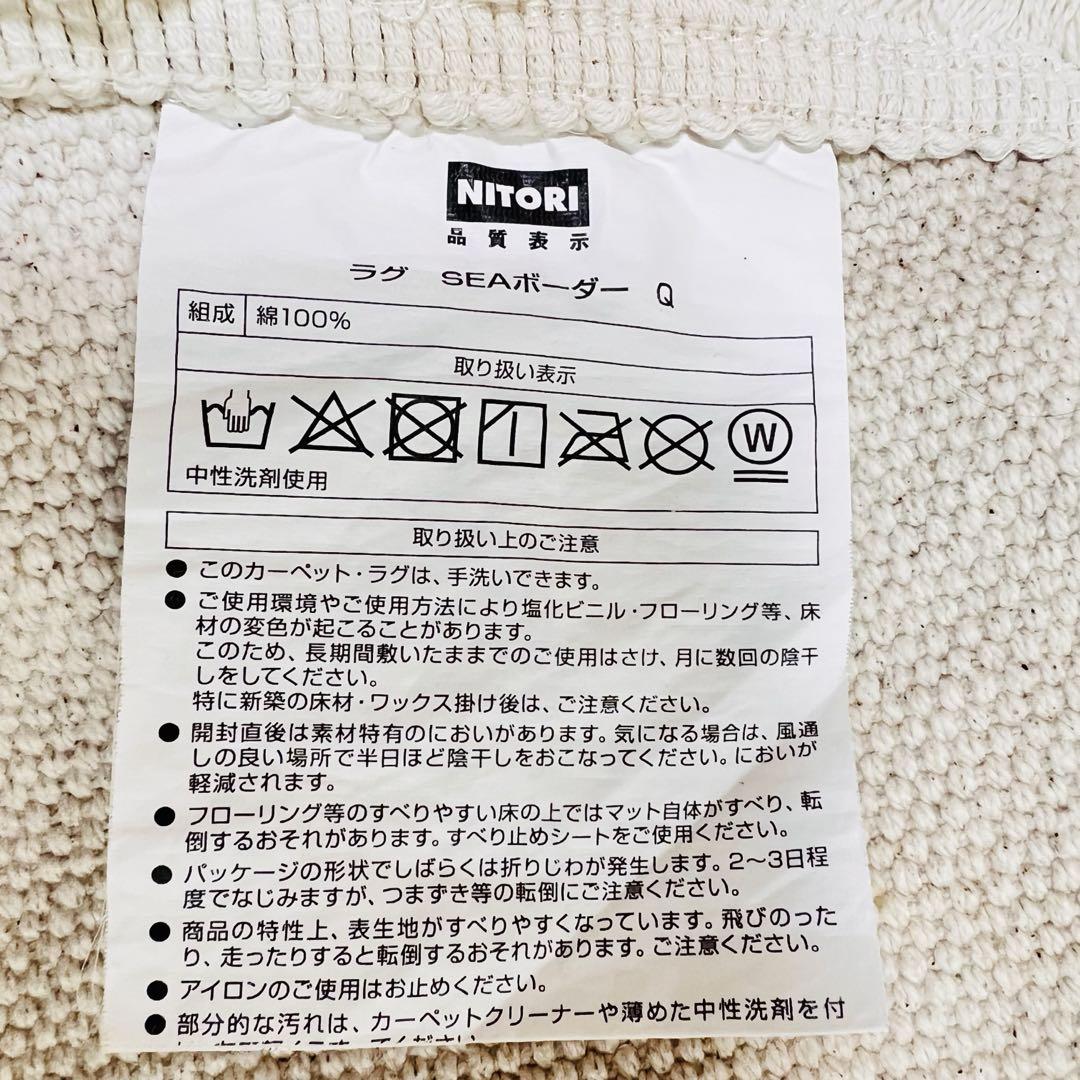 NITORI
品質表示
ラグ SEAボーダー Q
組成 綿100%
取り扱い表示
W
中性洗剤使用
取り扱い上のご注意
● このカーペット・ラグは、手洗いできます。
● ご使用環境やご使用方法により塩化ビニル・フローリング等、床
材の変色が起こることがあります。
このため、長期間敷いたままでのご使用はさけ、月に数回の陰干
しをしてください。
特に新築の床材・ワックス掛け後は、ご注意ください。
● 開封直後は素材特有のにおいがあります。気になる場合は、風通
しの良い場所で半日ほど陰干しをおこなってください。においが
軽減されます。
● フローリング等のすべりやすい床の上ではマット自体がすべり、転
倒するおそれがあります。すべり止めシートをご使用ください。
● パッケージの形状でしばらくは折りじわが発生します。2～3日程
度でなじみますが、つまずき等の転倒にご注意ください。
● 商品の特性上、表生地がすべりやすくなっています。飛びのった
り、走ったりすると転倒するおそれがあります。ご注意ください。
● アイロンのご使用はお止めください。
● 部分的な汚れは、カーペットクリーナーや薄めた中性洗剤を付